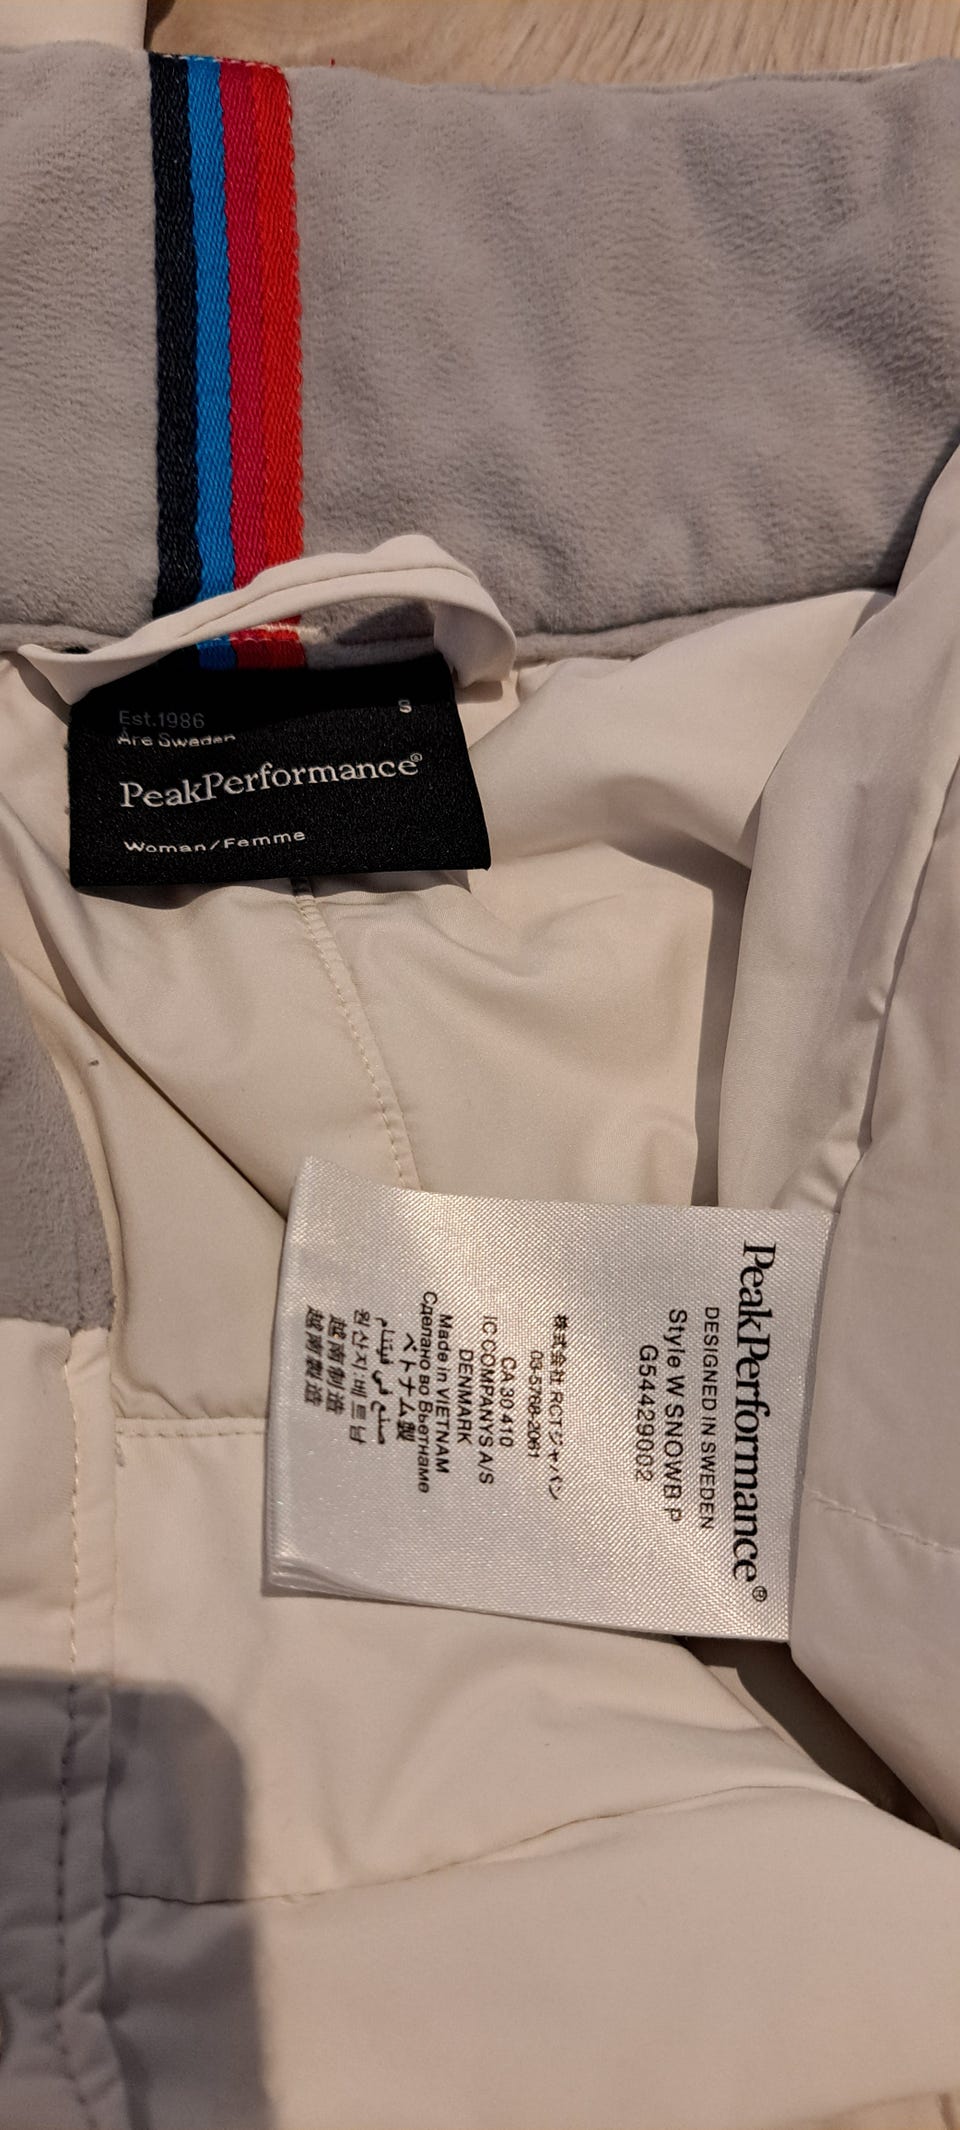 Est.1986
Åre Sweden
S
PeakPerformance®
Woman/Femme
PeakPerformance®
DESIGNED IN SWEDEN
Style W SNOWB P
G54429002
株式会社 RCTジャパン
03-5768-2061
CA 30 410
IC COMPANYS A/S
DENMARK
Made in VIETNAM
Сделано во Вьетнаме
ベトナム製
صنع في فيتنام
원산지:베트남
越南制造
越南製造